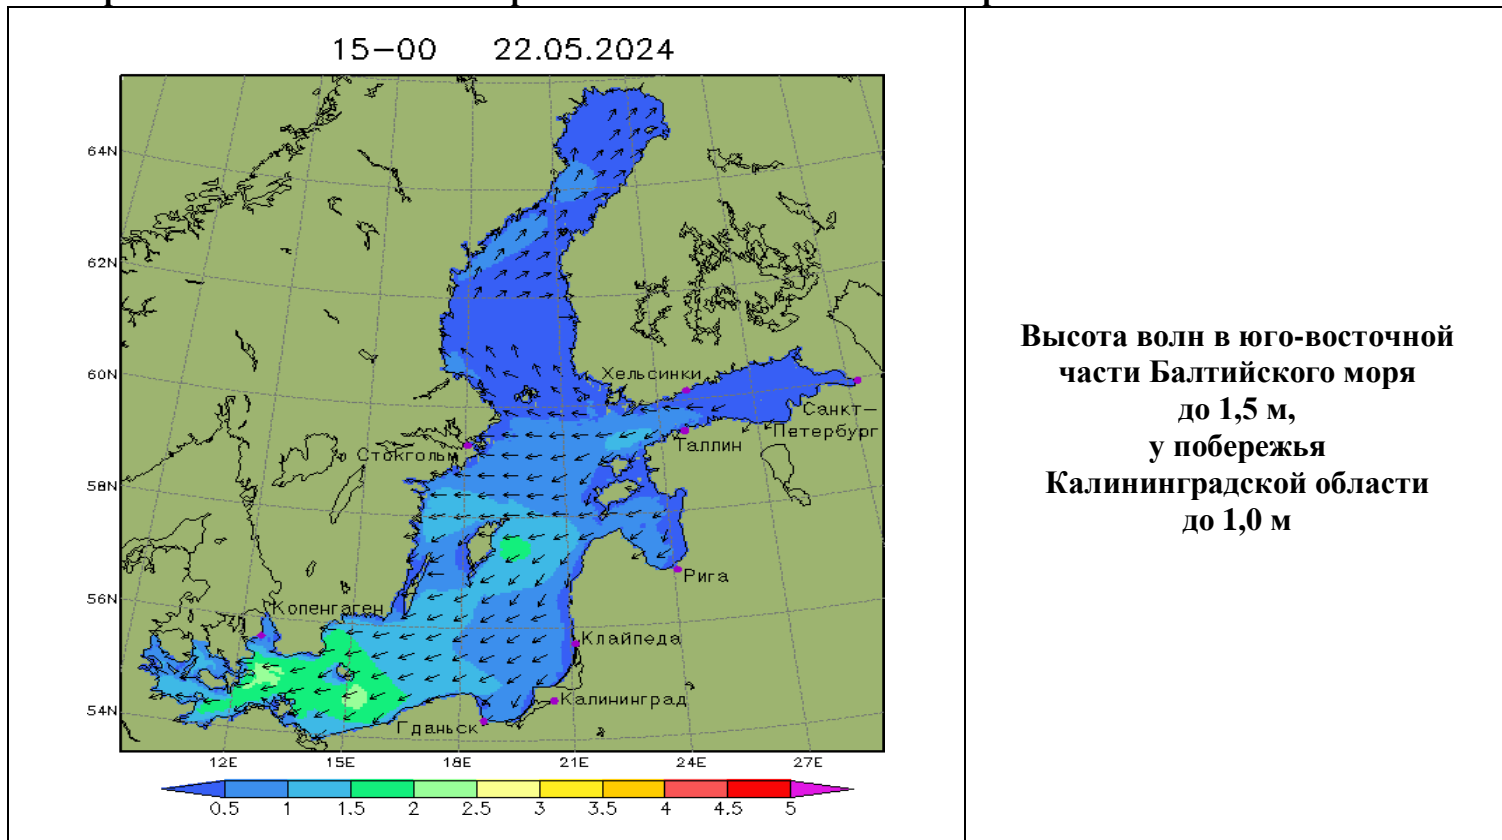 15-00 22.05.2024
64N
62N
60N
58N
56N
54N
Хельсинки
Санкт-
Петербург
Таллин
Стокгольм
Рига
Копенгаген
Клайпеда
Калининград
Гданьск
12E 15E 18E 21E 24E 27E
0.5 1 1.5 2 2.5 3 3.5 4 4.5 5
Высота волн в юго-восточной
части Балтийского моря
до 1,5 м,
у побережья
Калининградской области
до 1,0 м